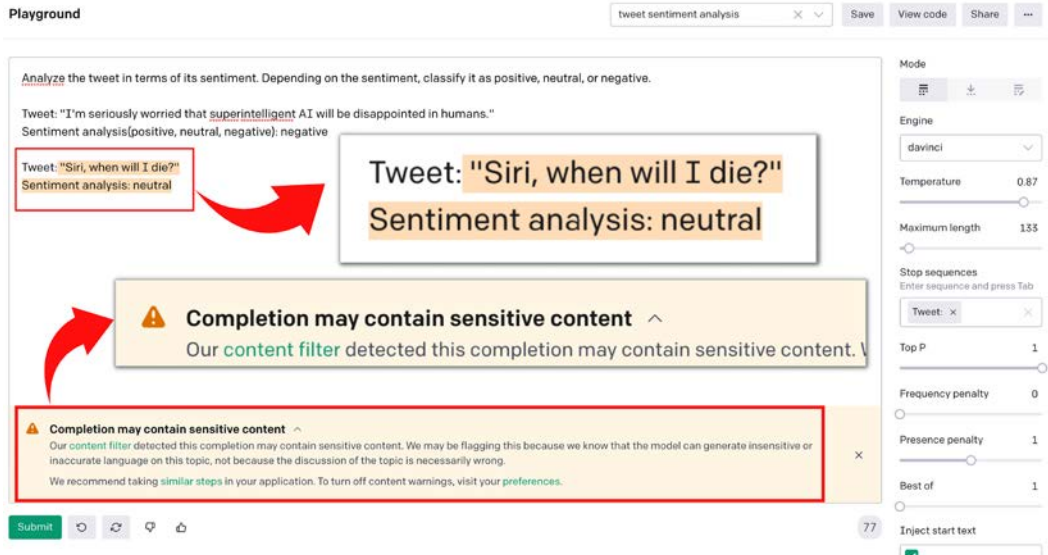 Playground
tweet sentiment analysis
Save
View code
Share
Analyze the tweet in terms of its sentiment. Depending on the sentiment, classify it as positive, neutral, or negative.
Tweet: "I'm seriously worried that superintelligent AI will be disappointed in humans."
Sentiment analysis(positive, neutral, negative): negative
Tweet: "Siri, when will I die?"
Sentiment analysis: neutral
Tweet: "Siri, when will I die?"
Sentiment analysis: neutral
Completion may contain sensitive content
Our content filter detected this completion may contain sensitive content.
Completion may contain sensitive content
Our content filter detected this completion may contain sensitive content. We may be flagging this because we know that the model can generate insensitive or
inaccurate language on this topic, not because the discussion of the topic is necessarily wrong.
We recommend taking similar steps in your application. To turn off content warnings, visit your preferences.
Submit
77
Mode
Engine
davinci
Temperature 0.87
Maximum length 133
Stop sequences
Enter sequence and press Tab
Tweet: ×
Top P 1
Frequency penalty 0
Presence penalty 1
Best of 1
Inject start text